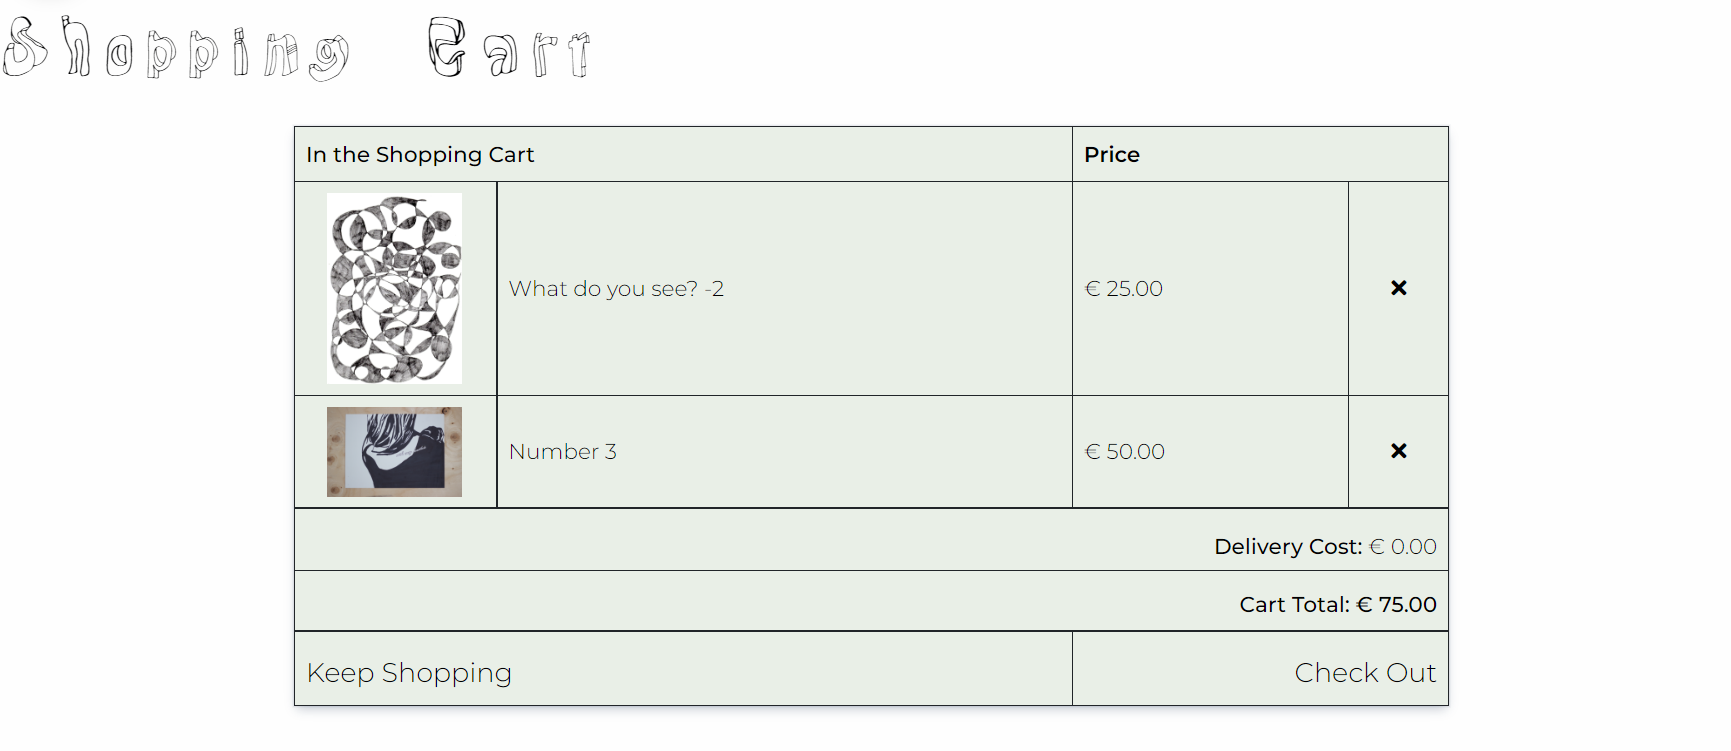 Shopping Cart
In the Shopping Cart Price
What do you see? -2 € 25.00 ×
Number 3 € 50.00 ×
Delivery Cost: € 0.00
Cart Total: € 75.00
Keep Shopping Check Out